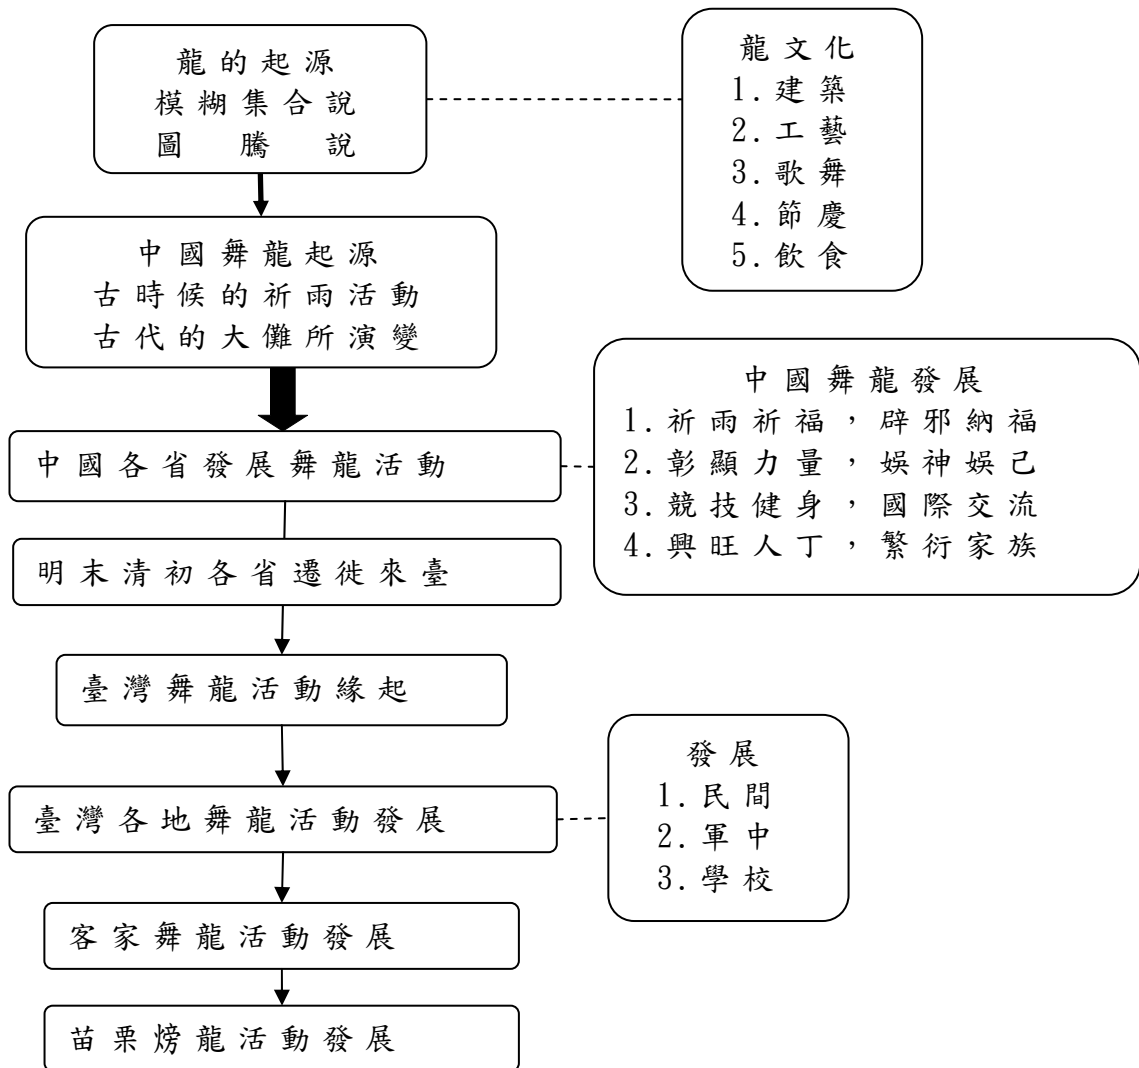 龍的起源
模糊集合說
圖騰說
龍文化
1.建築
2.工藝
3.歌舞
4.節慶
5.飲食
中國舞龍起源
古時候的祈雨活動
古代的大儺所演變
中國舞龍發展
1.祈雨祈福，辟邪納福
2.彰顯力量，娛神娛己
3.競技健身，國際交流
4.興旺人丁，繁衍家族
中國各省發展舞龍活動
明末清初各省遷徙來臺
臺灣舞龍活動緣起
臺灣各地舞龍活動發展
發展
1.民間
2.軍中
3.學校
客家舞龍活動發展
苗栗㷛龍活動發展